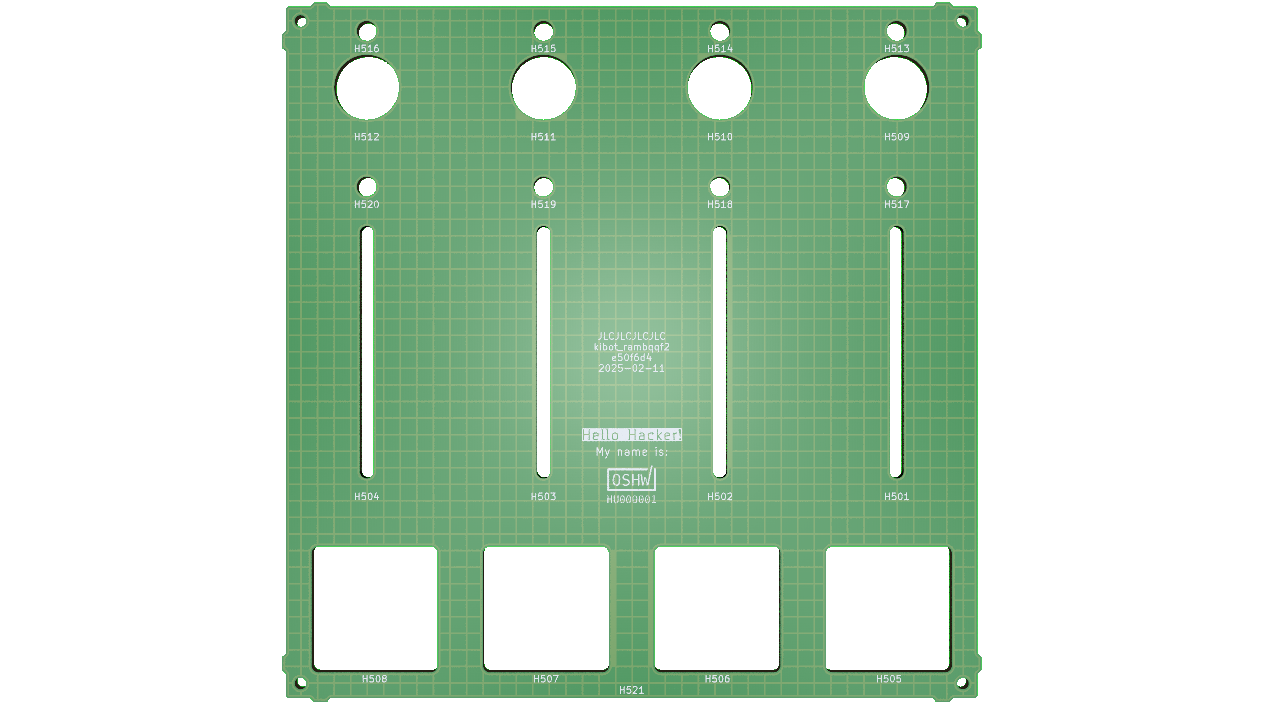 H516 H515 H514 H513
H512 H511 H510 H509
H520 H519 H518 H517
JLCJLCJLCJLC
kibot_rambqqf2
e50f6d4
2025-02-11
Hello Hacker!
My name is:
OSHW
H504 H503 HU000001 H502 H501
H508 H507 H506 H505
H521